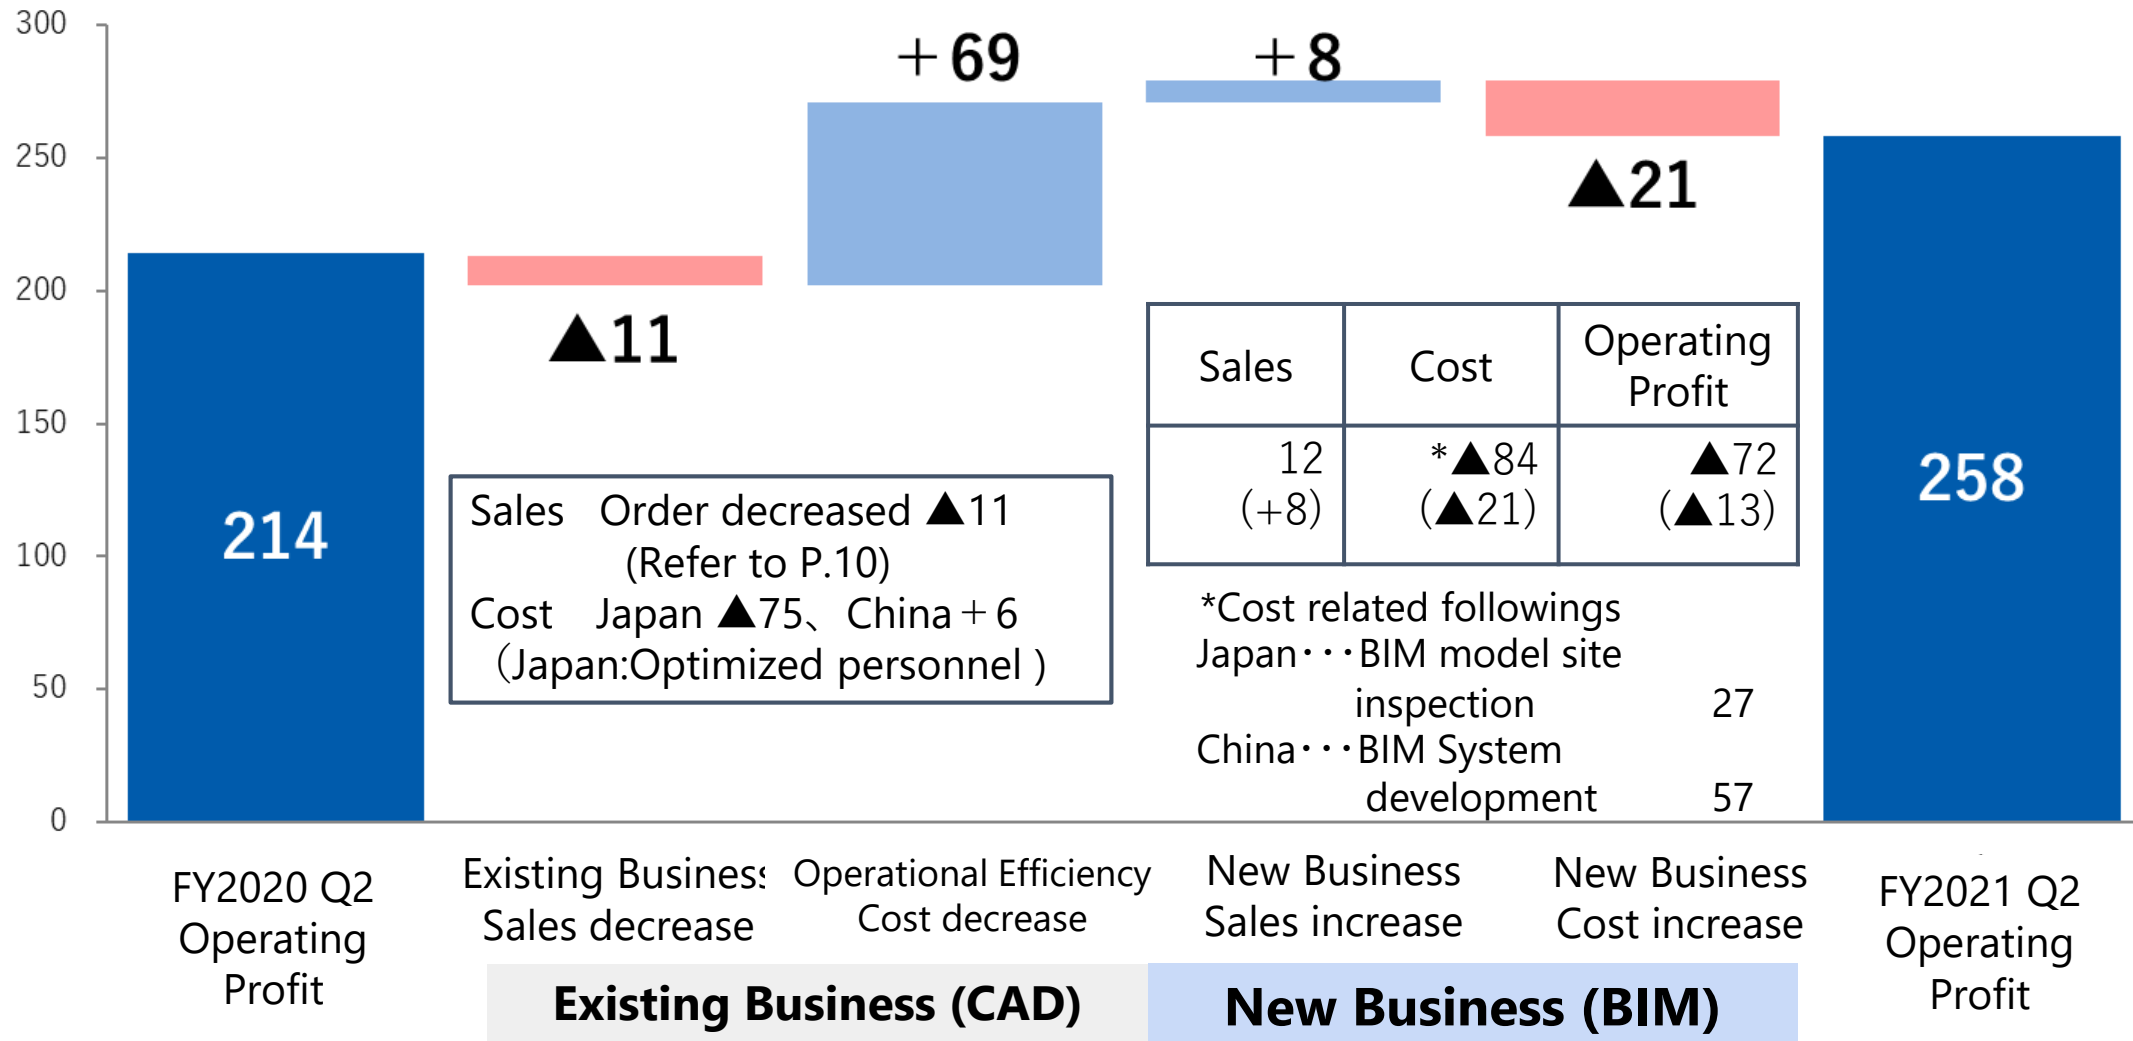 300
250
200
150
100
50
0
＋69
＋8
▲21
▲11
214
258
Sales Order decreased ▲11
(Refer to P.10)
Cost Japan ▲75、China＋6
（Japan:Optimized personnel )
Sales Cost Operating Profit
12 *▲84 ▲72
(+8) (▲21) (▲13)
*Cost related followings
Japan・・・BIM model site
inspection 27
China・・・BIM System
development 57
FY2020 Q2
Operating
Profit
Existing Business
Sales decrease
Operational Efficiency
Cost decrease
New Business
Sales increase
New Business
Cost increase
FY2021 Q2
Operating
Profit
Existing Business (CAD)
New Business (BIM)